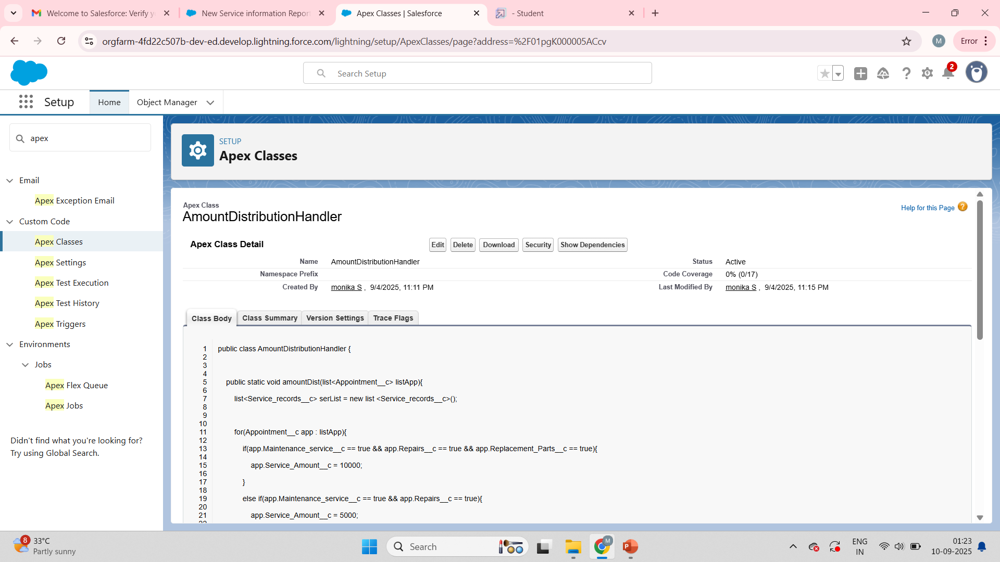 Welcome to Salesforce: Verify y
New Service information Repor
Apex Classes | Salesforce
- Student
orgfarm-4fd22c507b-dev-ed.develop.lightning.force.com/lightning/setup/ApexClasses/page?address=%2F01pgK000005ACcv
M
Error
Search Setup
2
Setup
Home
Object Manager
apex
Email
Apex Exception Email
Custom Code
Apex Classes
Apex Settings
Apex Test Execution
Apex Test History
Apex Triggers
Environments
Jobs
Apex Flex Queue
Apex Jobs
Didn't find what you're looking for?
Try using Global Search.
SETUP
Apex Classes
Apex Class
AmountDistributionHandler
Help for this Page ?
Apex Class Detail
Edit Delete Download Security Show Dependencies
Name AmountDistributionHandler Status Active
Namespace Prefix Code Coverage 0% (0/17)
Created By monika S , 9/4/2025, 11:11 PM Last Modified By monika S , 9/4/2025, 11:15 PM
Class Body Class Summary Version Settings Trace Flags
1 public class AmountDistributionHandler {
2
3
4
5 public static void amountDist(list<Appointment__c> listApp){
6
7 list<Service_records__c> serList = new list <Service_records__c>();
8
9
10
11 for(Appointment__c app : listApp){
12
13 if(app.Maintenance_service__c == true && app.Repairs__c == true && app.Replacement_Parts__c == true){
14
15 app.Service_Amount__c = 10000;
16
17 }
18
19 else if(app.Maintenance_service__c == true && app.Repairs__c == true){
20
21 app.Service_Amount__c = 5000;
8
33°C
Partly sunny
Search
M
P
ENG
IN
01:23
10-09-2025